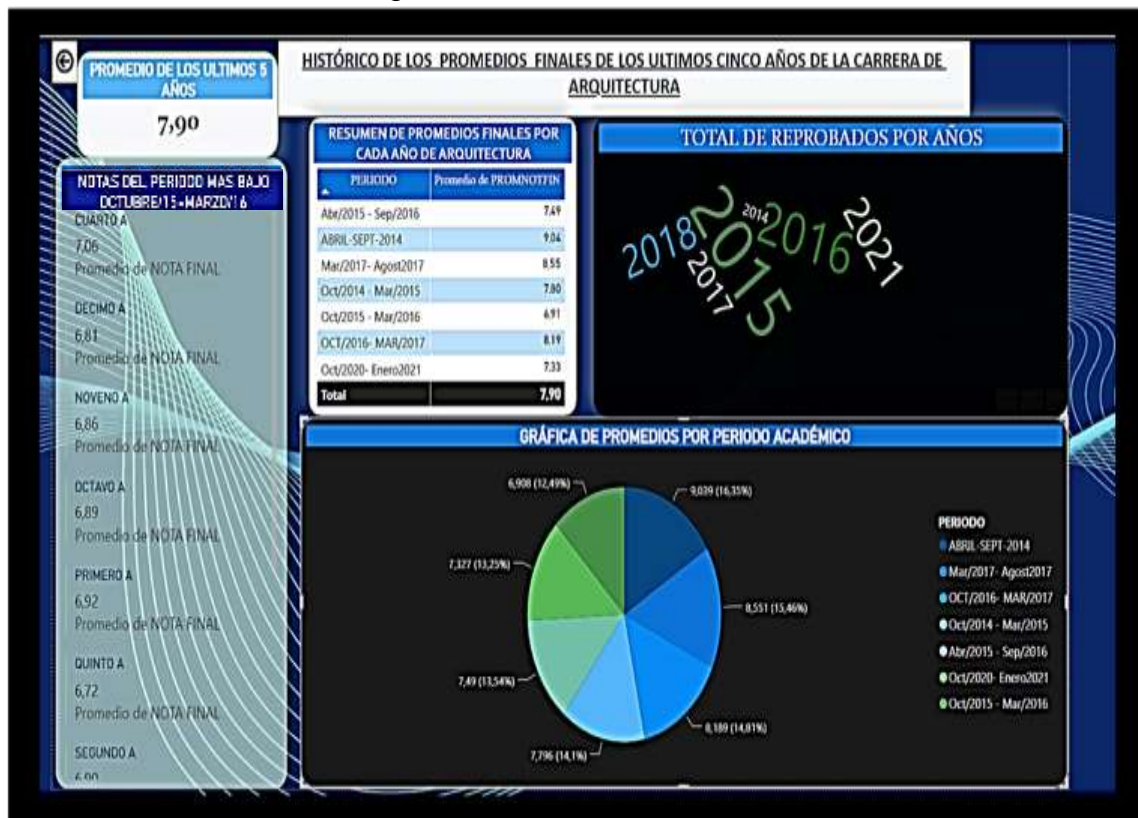 PROMEDIO DE LOS ULTIMOS 5
AÑOS
7,90
HISTÓRICO DE LOS PROMEDIOS FINALES DE LOS ULTIMOS CINCO AÑOS DE LA CARRERA DE
ARQUITECTURA
NOTAS DEL PERIODO MAS BAJO
OCTUBRE/15-MARZO/16
CUARTO A
7,06
Promedio de NOTA FINAL
DECIMO A
6,81
Promedio de NOTA FINAL
NOVENO A
6,86
Promedio de NOTA FINAL
OCTAVO A
6,89
Promedio de NOTA FINAL
PRIMERO A
6,92
Promedio de NOTA FINAL
QUINTO A
6,72
Promedio de NOTA FINAL
SEGUNDO A
6,90
RESUMEN DE PROMEDIOS FINALES POR
CADA AÑO DE ARQUITECTURA
PERIODO Promedio de PROMNOTFIN
Abr/2015 - Sep/2016 7,49
ABRIL-SEPT-2014 9,04
Mar/2017- Agost2017 8,55
Oct/2014 - Mar/2015 7,80
Oct/2015 - Mar/2016 6,91
OCT/2016- MAR/2017 8,19
Oct/2020- Enero2021 7,33
Total 7,90
TOTAL DE REPROBADOS POR AÑOS
2018
2017
2015
2014
2016
2021
GRÁFICA DE PROMEDIOS POR PERIODO ACADÉMICO
6,908 (12,49%)
9,039 (16,35%)
7,327 (13,25%)
8,551 (15,46%)
7,49 (13,54%)
8,189 (14,81%)
7,796 (14,1%)
PERIODO
ABRIL-SEPT-2014
Mar/2017- Agost2017
OCT/2016- MAR/2017
Oct/2014 - Mar/2015
Abr/2015 - Sep/2016
Oct/2020- Enero2021
Oct/2015 - Mar/2016